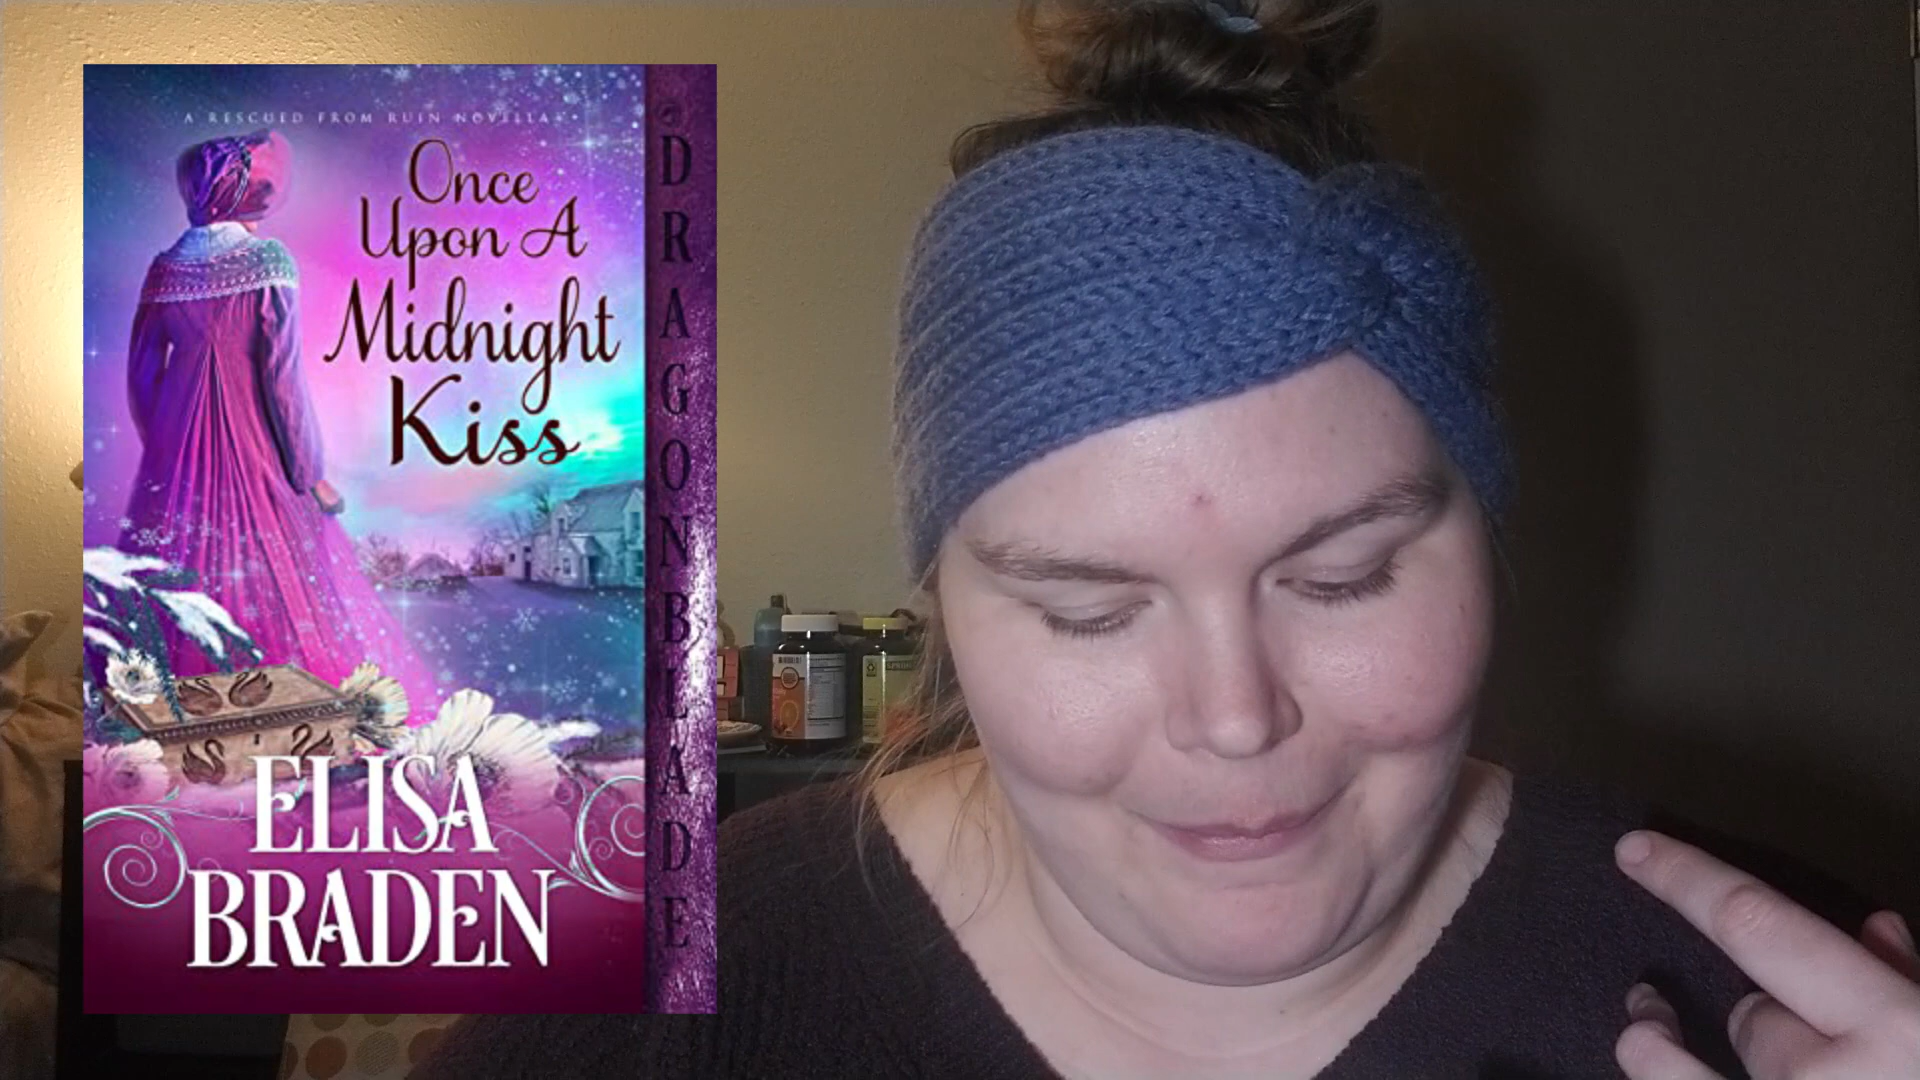 A RESCUED FROM RUIN NOVELLA
Once
Upon A
Midnight
Kiss
ELISA
BRADEN
DRAGONBLADE